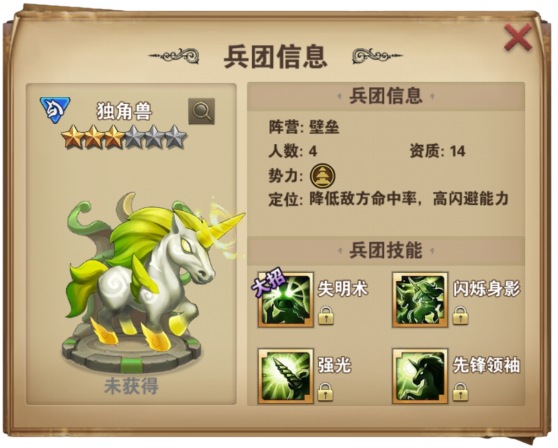 兵团信息
独角兽
未获得
兵团信息
阵营: 壁垒
人数: 4 资质: 14
势力:
定位: 降低敌方命中率，高闪避能力
兵团技能
大招 失明术 闪烁身影
强光 先锋领袖